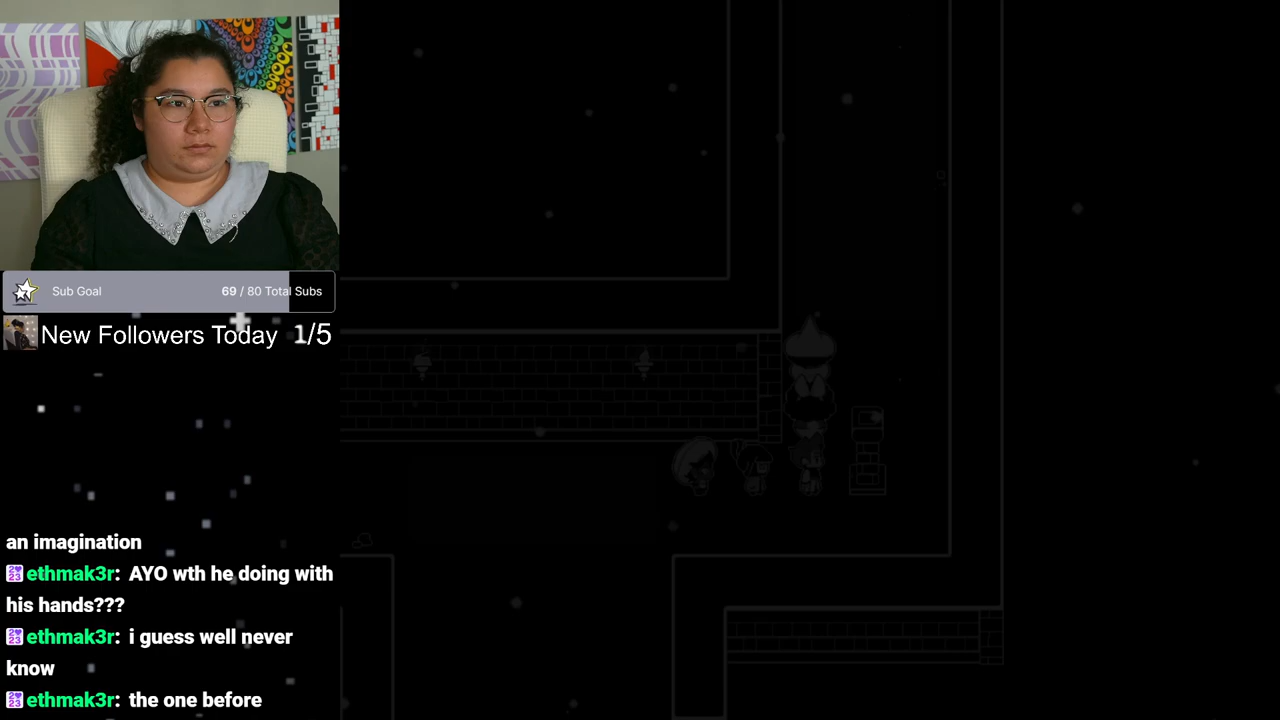 Sub Goal 69 / 80 Total Subs
New Followers Today 1/5
an imagination
ethmak3r: AYO wth he doing with
his hands???
ethmak3r: i guess well never
know
ethmak3r: the one before